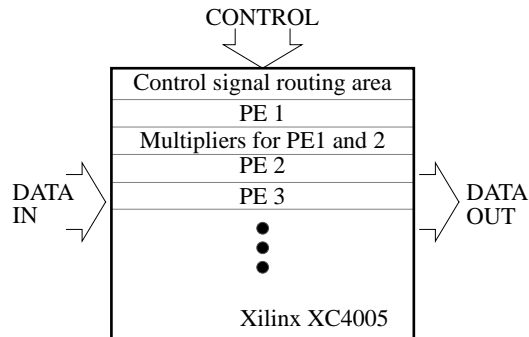 CONTROL
Control signal routing area
PE 1
Multipliers for PE1 and 2
PE 2
PE 3
DATA
IN
DATA
OUT
Xilinx XC4005